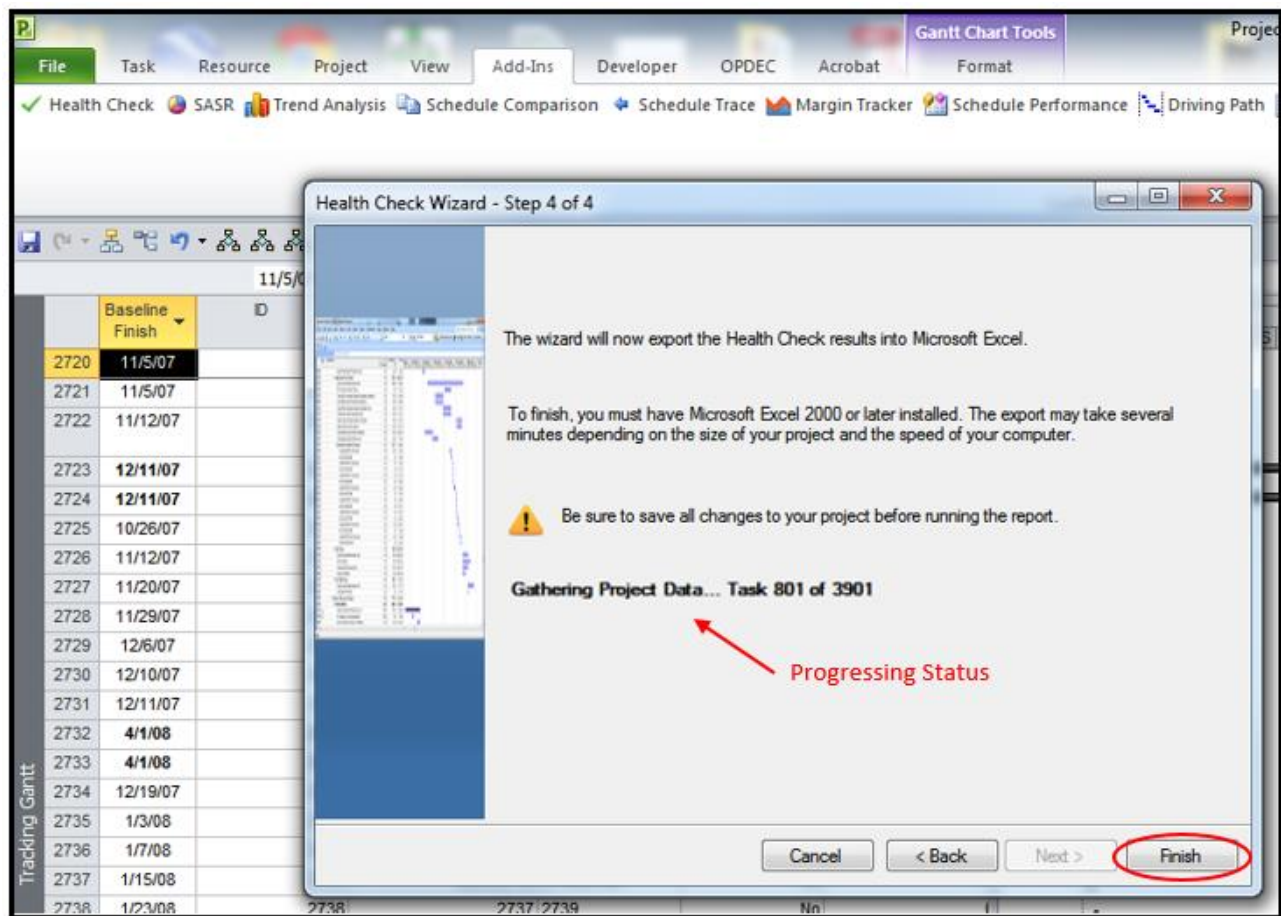 Gantt Chart Tools
Projec
File Task Resource Project View Add-Ins Developer OPDEC Acrobat Format
Health Check SASR Trend Analysis Schedule Comparison Schedule Trace Margin Tracker Schedule Performance Driving Path
Health Check Wizard - Step 4 of 4
11/5/0
Baseline Finish ID
2720 11/5/07
2721 11/5/07
2722 11/12/07
2723 12/11/07
2724 12/11/07
2725 10/26/07
2726 11/12/07
2727 11/20/07
2728 11/29/07
2729 12/6/07
2730 12/10/07
2731 12/11/07
2732 4/1/08
2733 4/1/08
2734 12/19/07
2735 1/3/08
2736 1/7/08
2737 1/15/08
2738 1/23/08 2738 2737 2739 No
Tracking Gantt
The wizard will now export the Health Check results into Microsoft Excel.
To finish, you must have Microsoft Excel 2000 or later installed. The export may take several
minutes depending on the size of your project and the speed of your computer.
Be sure to save all changes to your project before running the report.
Gathering Project Data... Task 801 of 3901
Progressing Status
Cancel < Back Next > Finish